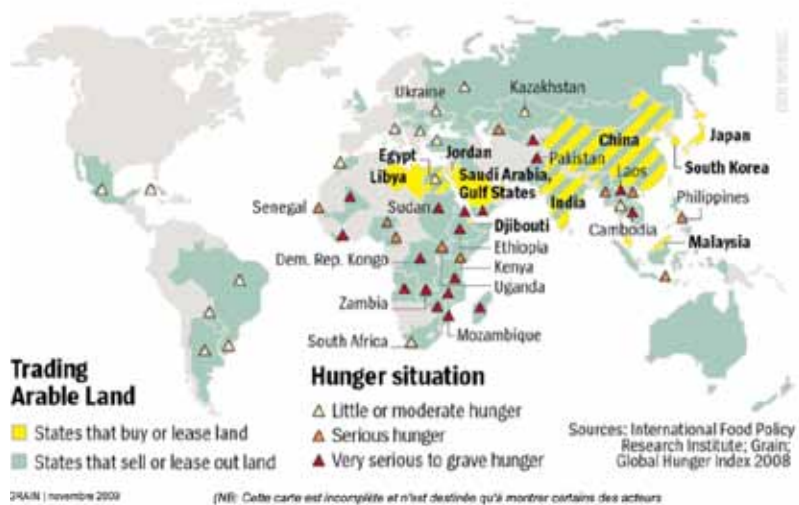 Ukraine
Kazakhstan
China
Japan
Jordan
Egypt
Pakistan
Libya
Saudi Arabia,
Gulf States
Laos
South Korea
India
Philippines
Senegal
Sudan
Djibouti
Cambodia
Malaysia
Ethiopia
Dem. Rep. Kongo
Kenya
Uganda
Zambia
Mozambique
South Africa
Trading
Arable Land
States that buy or lease land
States that sell or lease out land
Hunger situation
Little or moderate hunger
Serious hunger
Very serious to grave hunger
Sources: International Food Policy
Research Institute; Grain;
Global Hunger Index 2008
GRAIN | novembre 2009
(NB: Cette carte est incomplète et n'est destinée qu'à montrer certains des acteurs